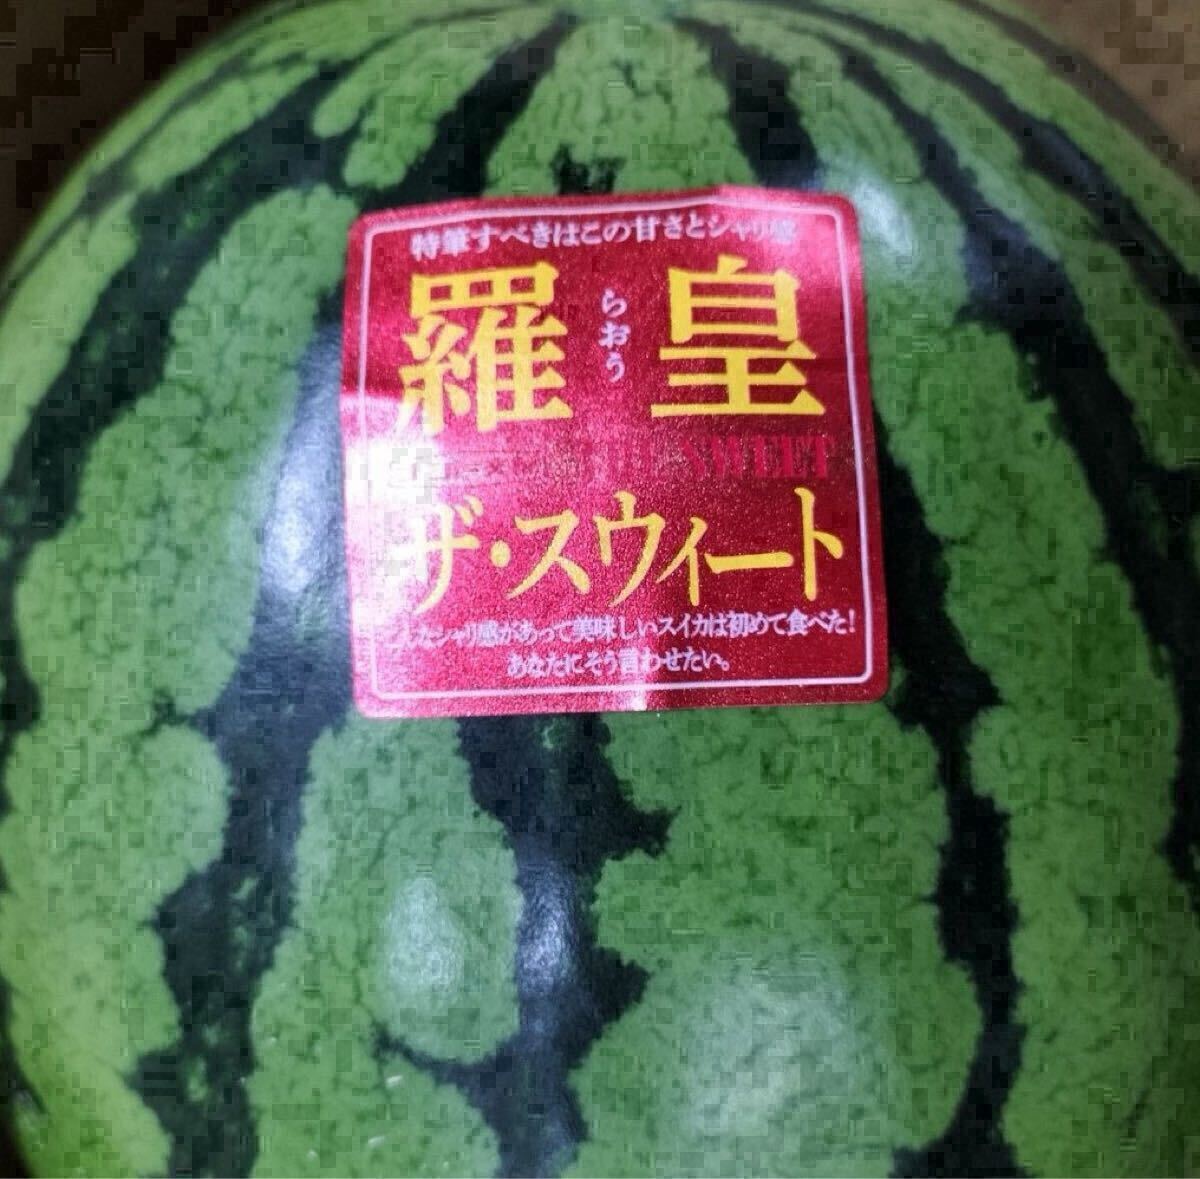 特筆すべきはこの甘さとシャリ感
羅皇
らおう
SWEET
ザ・スウィート
こんなシャリ感があって美味しいスイカは初めて食べた!
あなたにそう言わせたい。